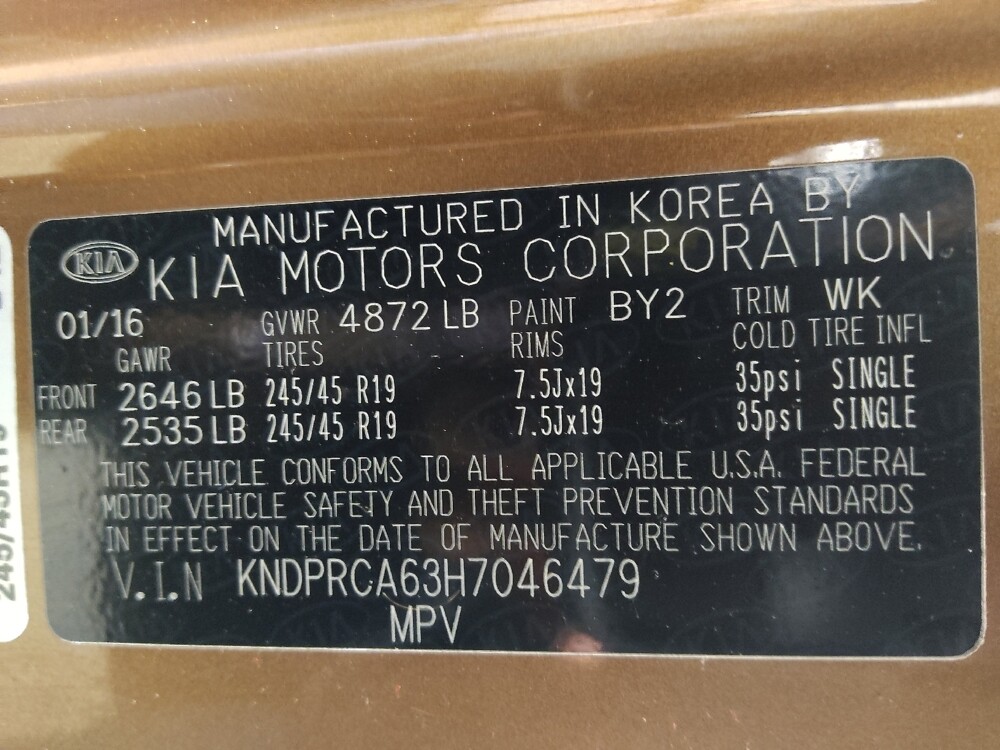 MANUFACTURED IN KOREA BY
KIA KIA MOTORS CORPORATION
01/16 GVWR 4872 LB PAINT BY2 TRIM WK
GAWR TIRES RIMS COLD TIRE INFL
FRONT 2646 LB 245/45 R19 7.5Jx19 35psi SINGLE
REAR 2535 LB 245/45 R19 7.5Jx19 35psi SINGLE
THIS VEHICLE CONFORMS TO ALL APPLICABLE U.S.A. FEDERAL
MOTOR VEHICLE SAFETY AND THEFT PREVENTION STANDARDS
IN EFFECT ON THE DATE OF MANUFACTURE SHOWN ABOVE.
V.I.N KNDPRCA63H7046479
MPV
245/45R19